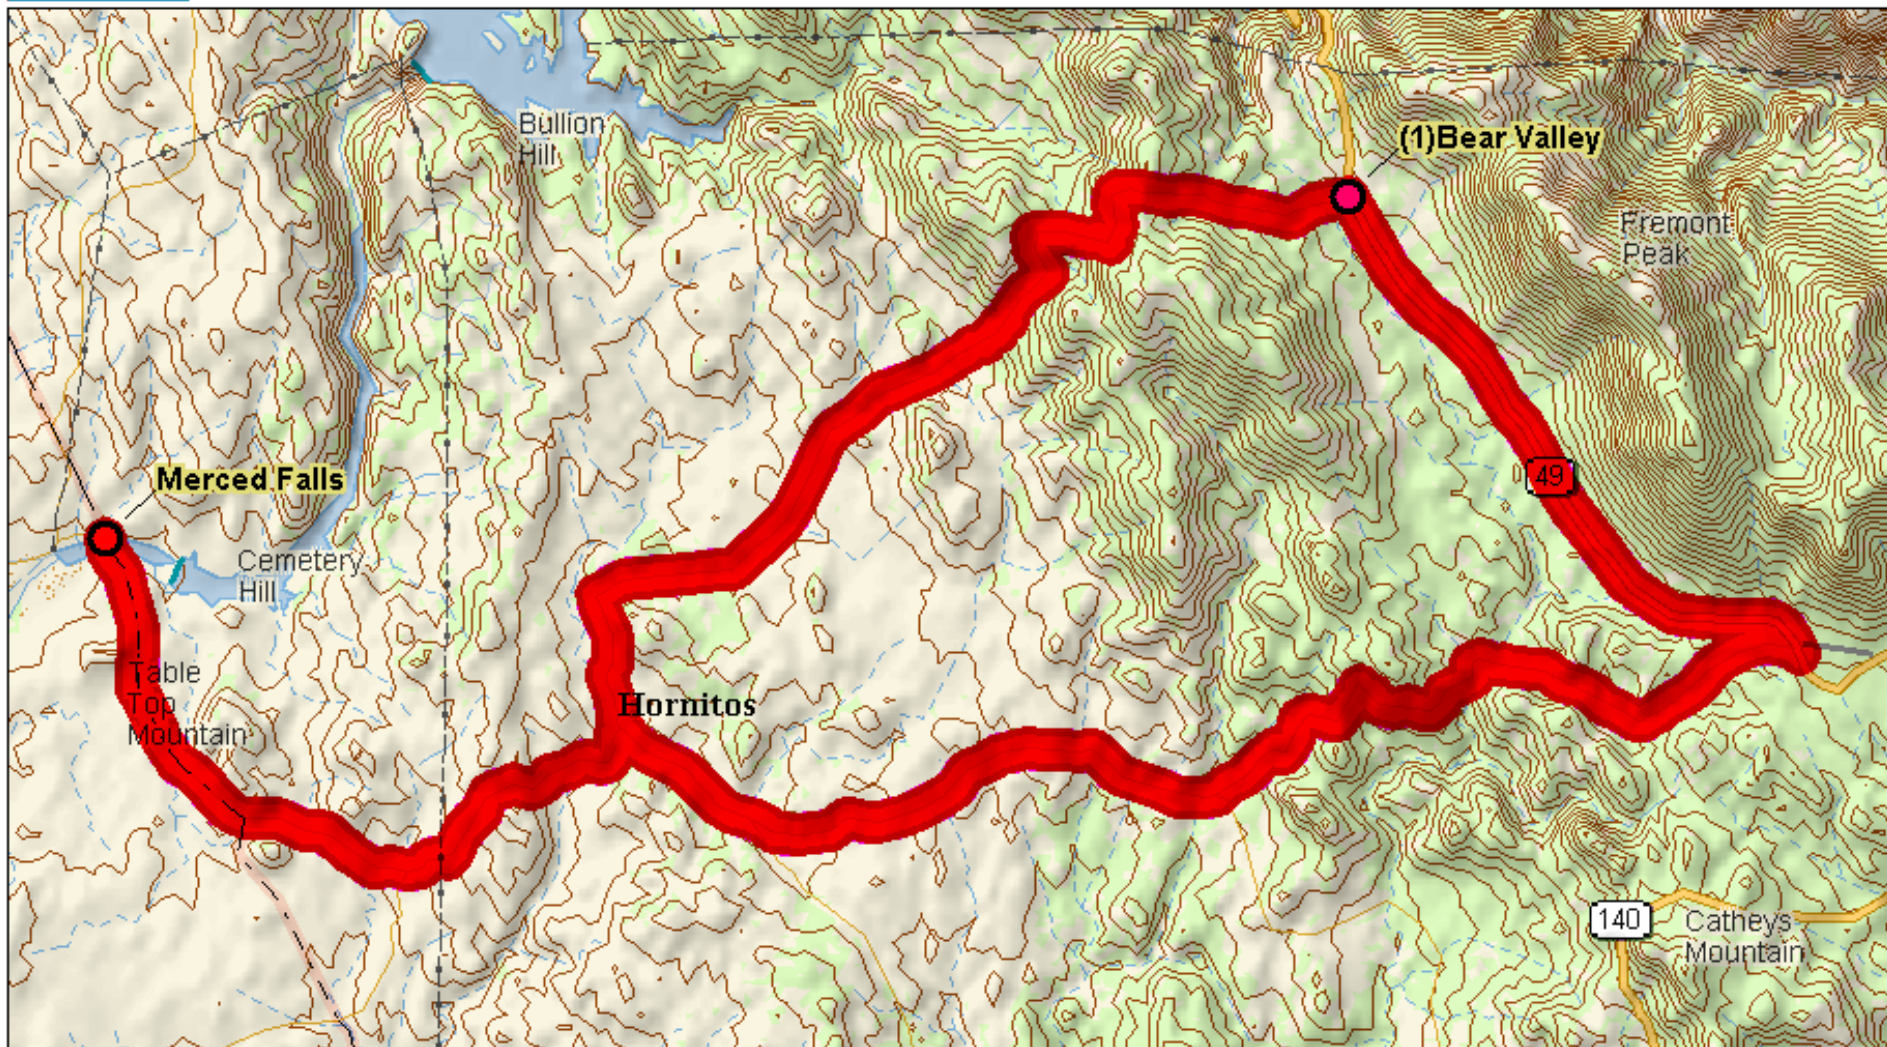 Bullion
Hill
(1)Bear Valley
Fremont
Peak
Merced Falls
49
Cemetery
Hill
Table
Top
Mountain
Hornitos
140
Catheys
Mountain